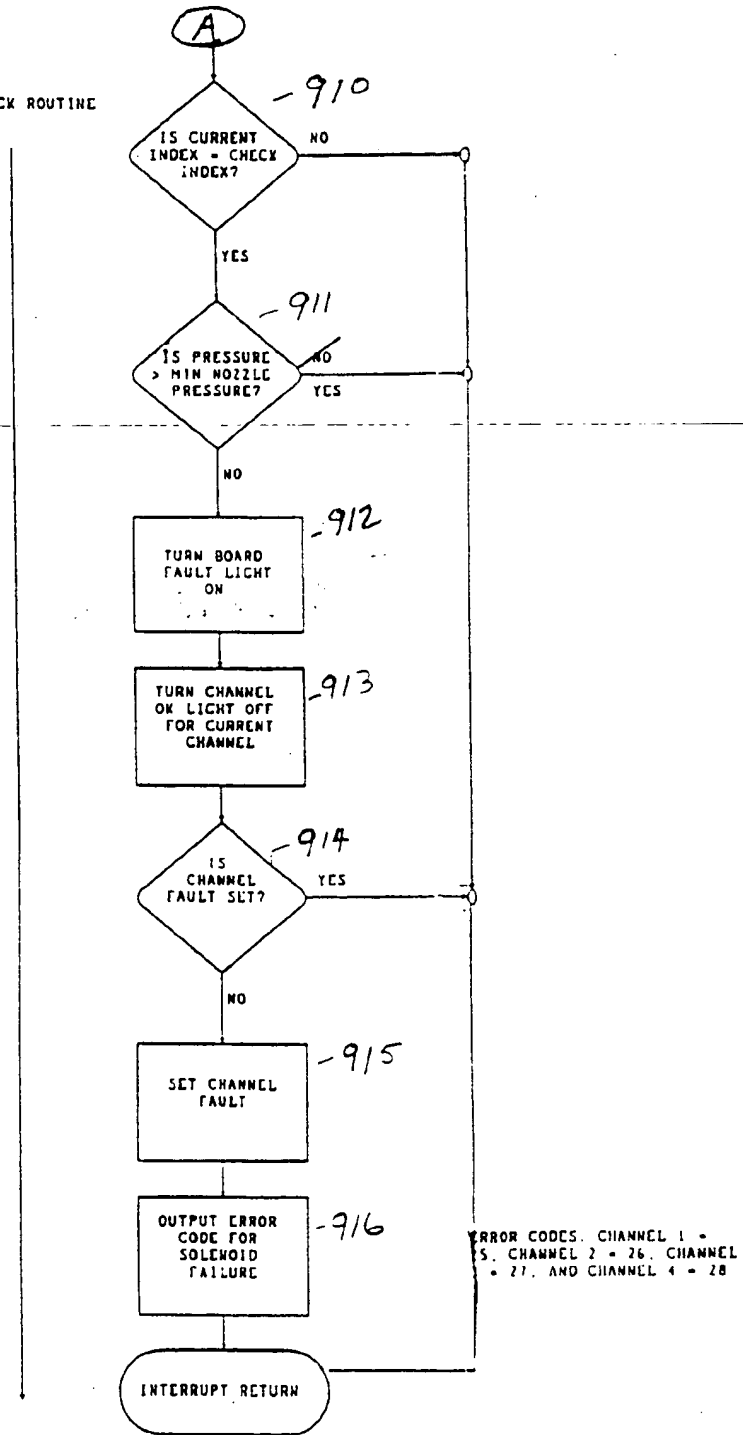 A
CK ROUTINE
910
IS CURRENT
INDEX = CHECK
INDEX?
NO
YES
911
IS PRESSURE
> MIN NOZZLE
PRESSURE?
NO
YES
NO
912
TURN BOARD
FAULT LIGHT
ON
913
TURN CHANNEL
OK LIGHT OFF
FOR CURRENT
CHANNEL
914
IS
CHANNEL
FAULT SET?
YES
NO
915
SET CHANNEL
FAULT
916
OUTPUT ERROR
CODE FOR
SOLENOID
FAILURE
RROR CODES. CHANNEL 1 =
5. CHANNEL 2 = 26. CHANNEL
= 27. AND CHANNEL 4 = 28
INTERRUPT RETURN